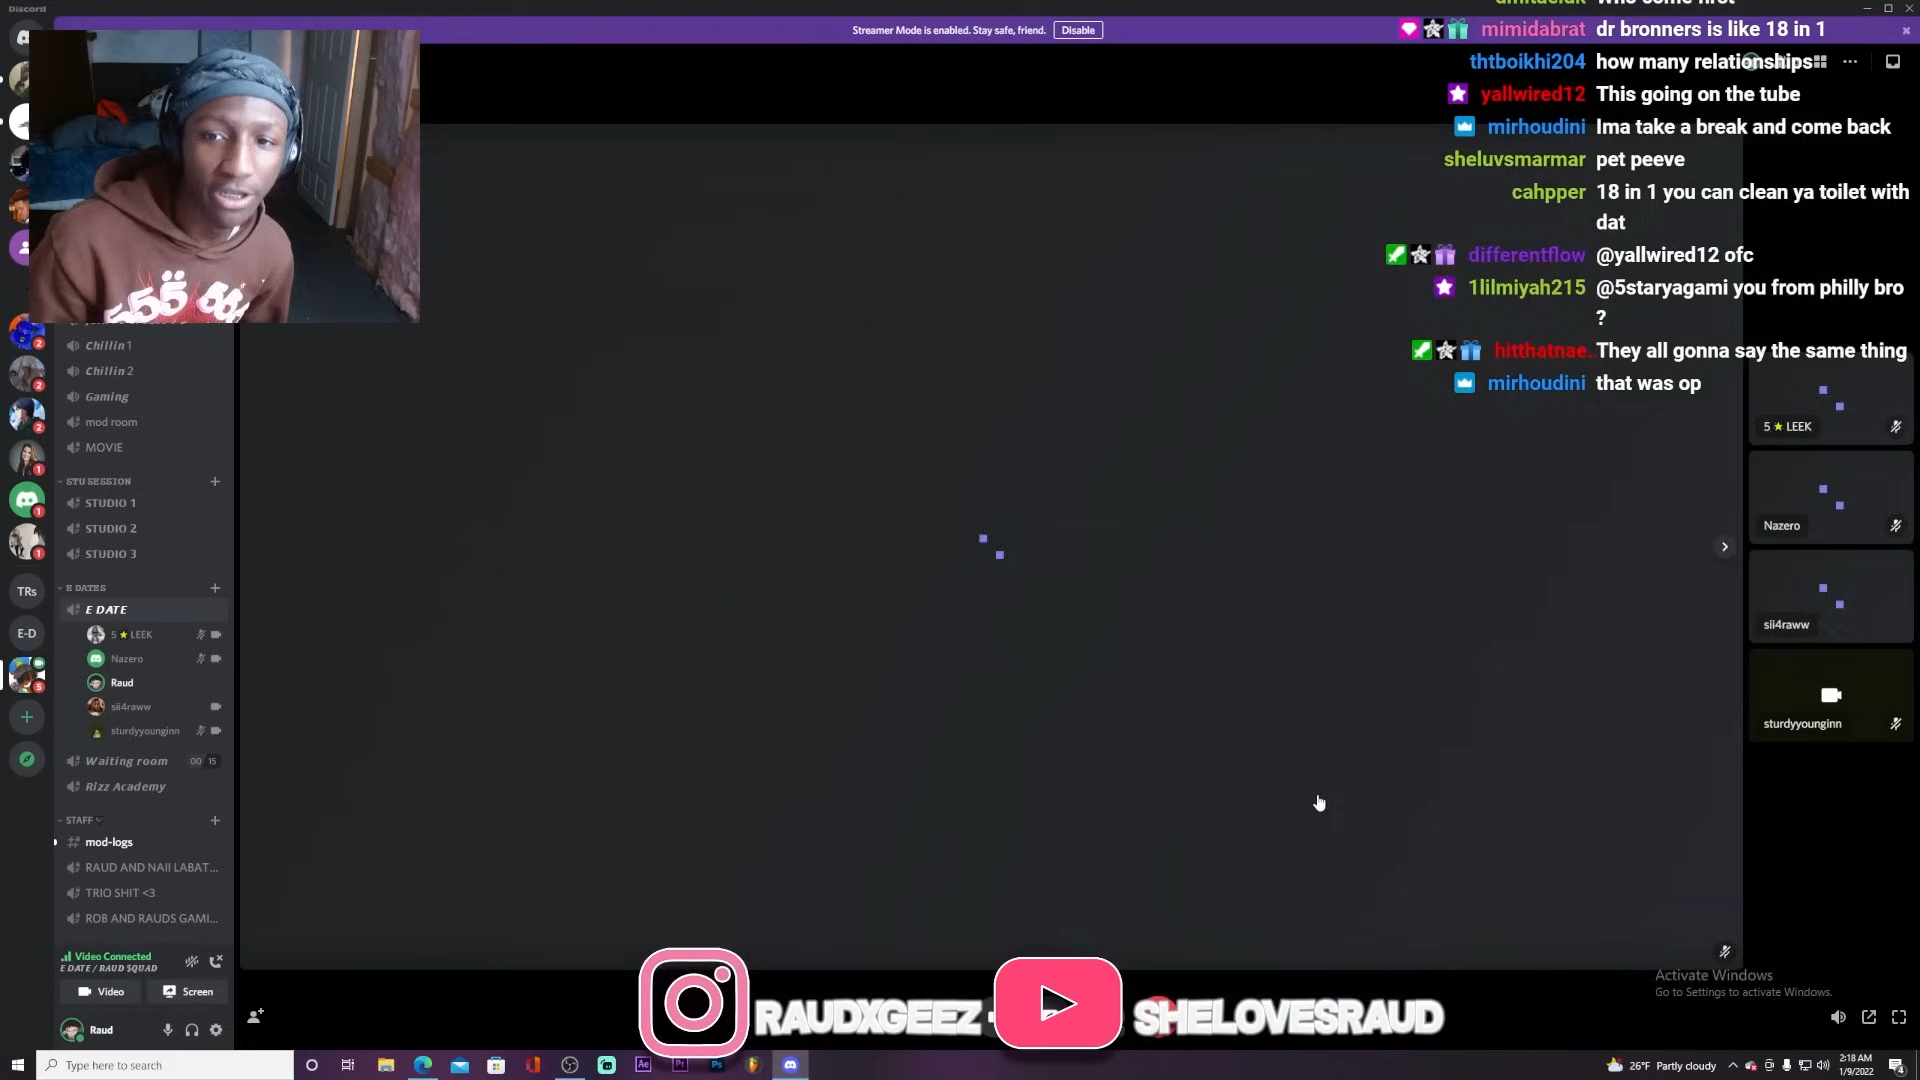 Discord
Streamer Mode is enabled. Stay safe, friend. Disable
mimidabrat dr bronners is like 18 in 1
thtboikhi204 how many relationships
yallwired12 This going on the tube
mirhoudini Ima take a break and come back
sheluvsmarmar pet peeve
cahpper 18 in 1 you can clean ya toilet with
dat
differentflow @yallwired12 ofc
1lilmiyah215 @5staryagami you from philly bro
?
hitthatnae.. They all gonna say the same thing
mirhoudini that was op
Chillin 1
Chillin 2
Gaming
mod room
MOVIE
STU SESSION
STUDIO 1
STUDIO 2
STUDIO 3
E DATES
E DATE
5 ★ LEEK
Nazero
Raud
sii4raww
sturdyyounginn
Waiting room 00 15
Rizz Academy
STAFF
mod-logs
RAUD AND NAII LABAT...
TRIO SHIT <3
ROB AND RAUDS GAMI...
Video Connected
E DATE / RAUD $QUAD
Video Screen
Raud
TRs
E-D
5 ★ LEEK
Nazero
sii4raww
sturdyyounginn
RAUDXGEEZ
SHELOVESRAUD
Activate Windows
Go to Settings to activate Windows.
Type here to search
26°F Partly cloudy
2:18 AM
1/9/2022